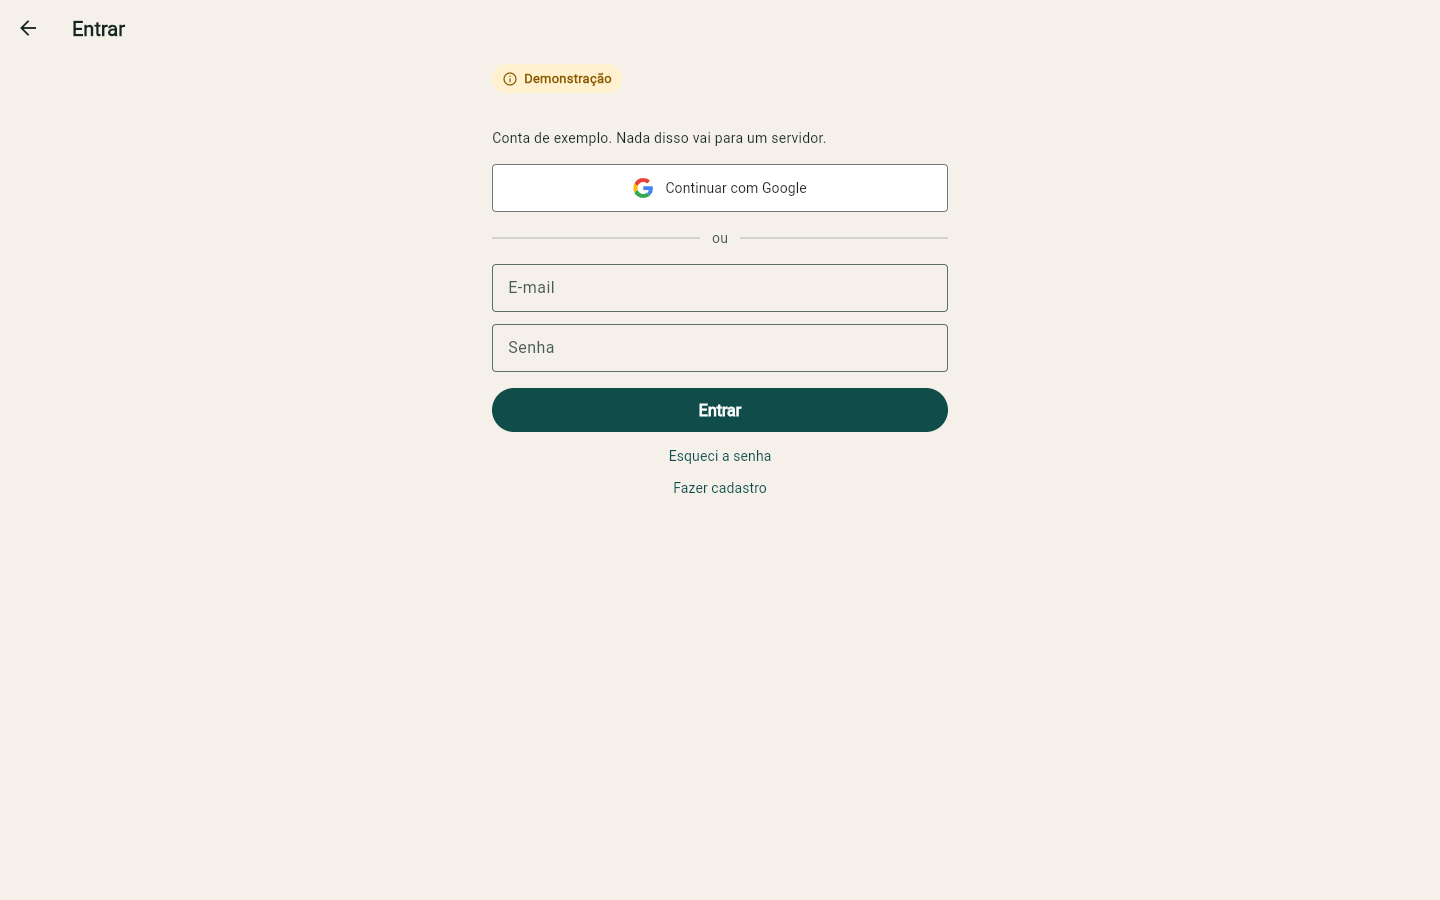 Entrar
Demonstração
Conta de exemplo. Nada disso vai para um servidor.
Continuar com Google
ou
E-mail
Senha
Entrar
Esqueci a senha
Fazer cadastro